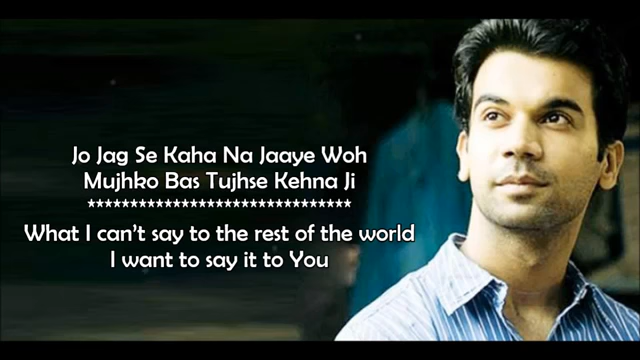 Jo Jag Se Kaha Na Jaaye Woh
Mujhko Bas Tujhse Kehna Ji
*******************************
What I can't say to the rest of the world
I want to say it to You